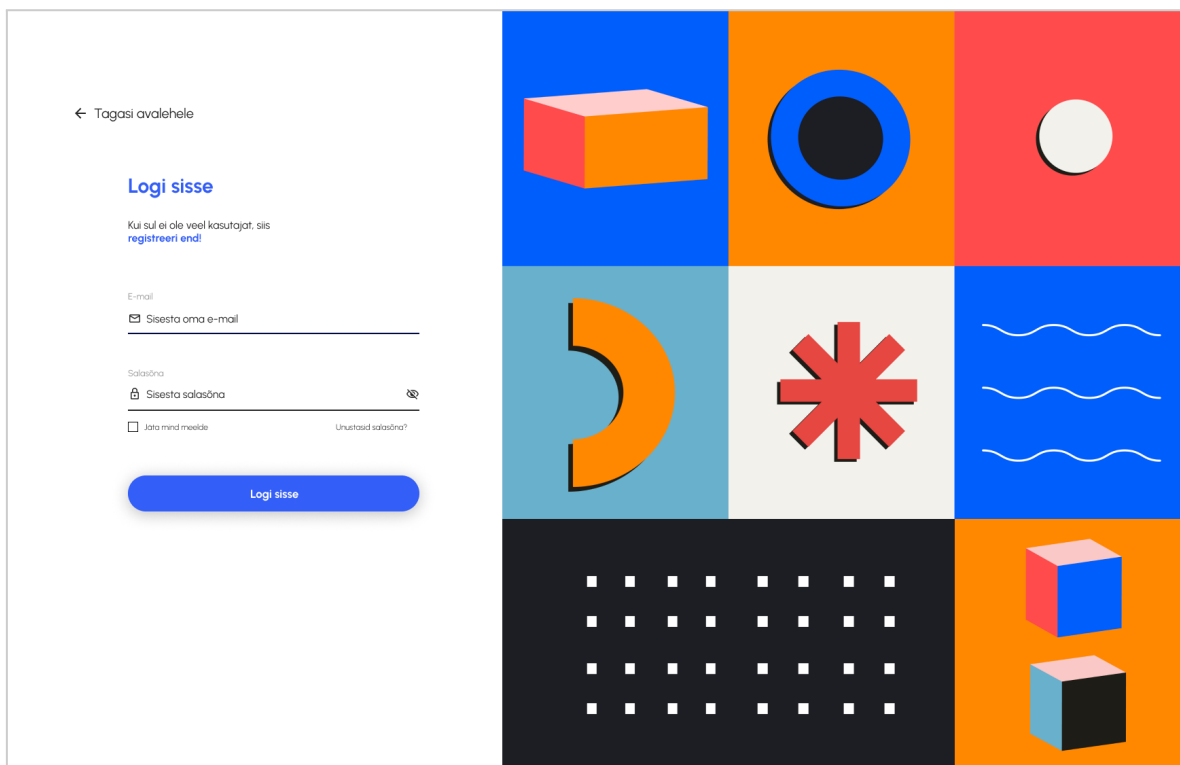 Tagasi avalehele
Logi sisse
Kui sul ei ole veel kasutajat, siis
registreeri end!
E-mail
Sisesta oma e-mail
Salasõna
Sisesta salasõna
Jäta mind meelde
Unustasid salasõna?
Logi sisse